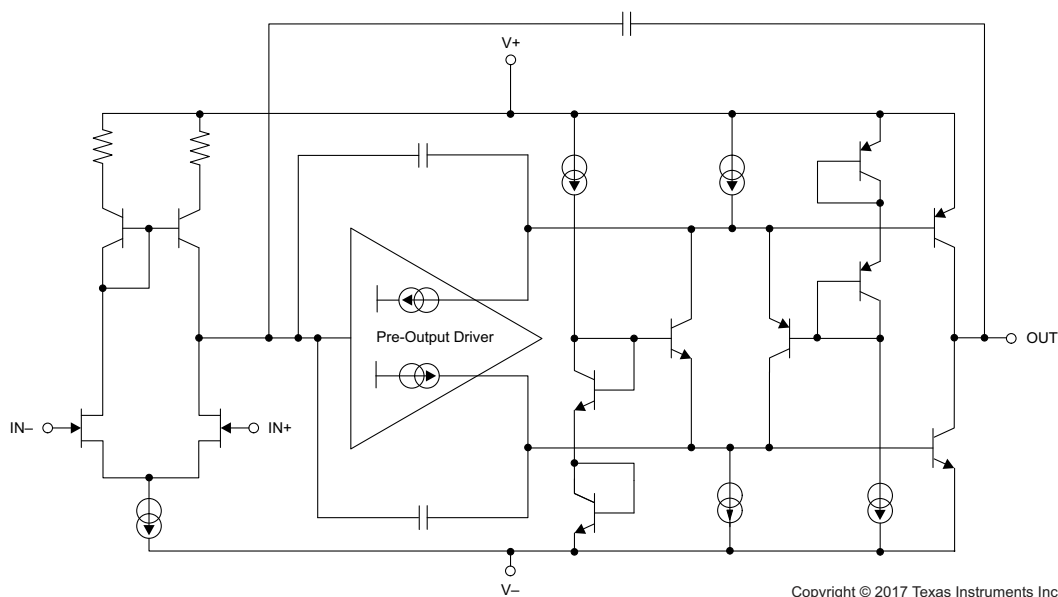 V+
Pre-Output Driver
OUT
IN–
IN+
V–
Copyright © 2017 Texas Instruments Inc